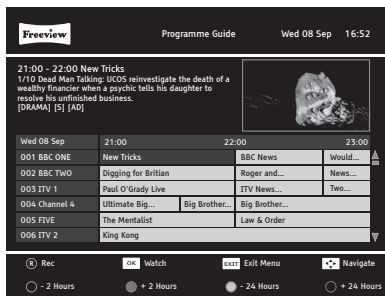 Freeview Programme Guide Wed 08 Sep 16:52
21:00 - 22:00 New Tricks
1/10 Dead Man Talking: UCOS reinvestigate the death of a
wealthy financier when a psychic tells his daughter to
resolve his unfinished business.
[DRAMA] [S] [AD]
Wed 08 Sep 21:00 22:00 23:00
001 BBC ONE New Tricks BBC News Would...
002 BBC TWO Digging for Britian Roger and... News...
003 ITV 1 Paul O'Grady Live ITV News... Two...
004 Channel 4 Ultimate Big... Big Brother... Big Brother...
005 FIVE The Mentalist Law & Order
006 ITV 2 King Kong
R Rec OK Watch EXIT Exit Menu Navigate
- 2 Hours + 2 Hours - 24 Hours + 24 Hours